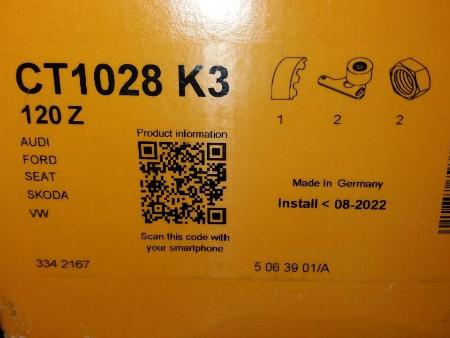 CT1028 K3
120 Z
AUDI
FORD
SEAT
SKODA
VW
Product information
Scan this code with
your smartphone
1 2 2
Made in Germany
Install < 08-2022
334 2167
5 06 39 01/A